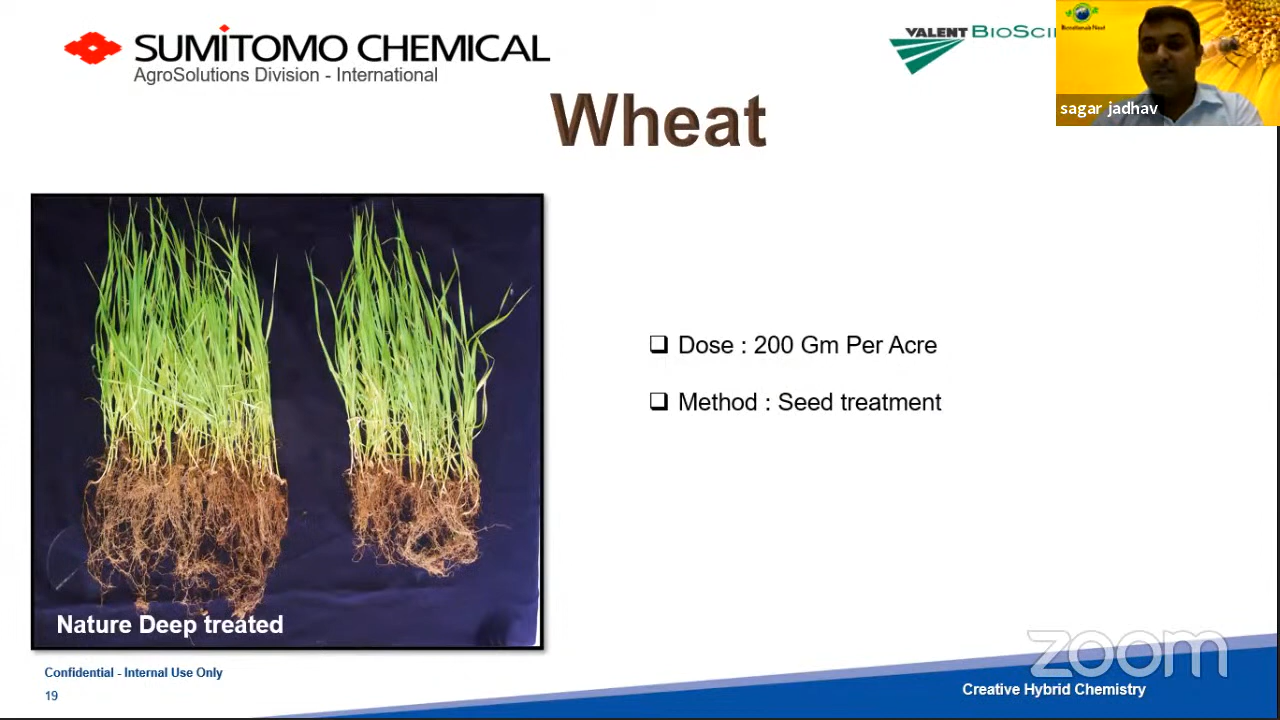 SUMITOMO CHEMICAL
AgroSolutions Division - International
VALENT BIOSCI
sagar jadhav
Wheat
❑ Dose : 200 Gm Per Acre
❑ Method : Seed treatment
Nature Deep treated
Confidential - Internal Use Only
19
Creative Hybrid Chemistry
zoom